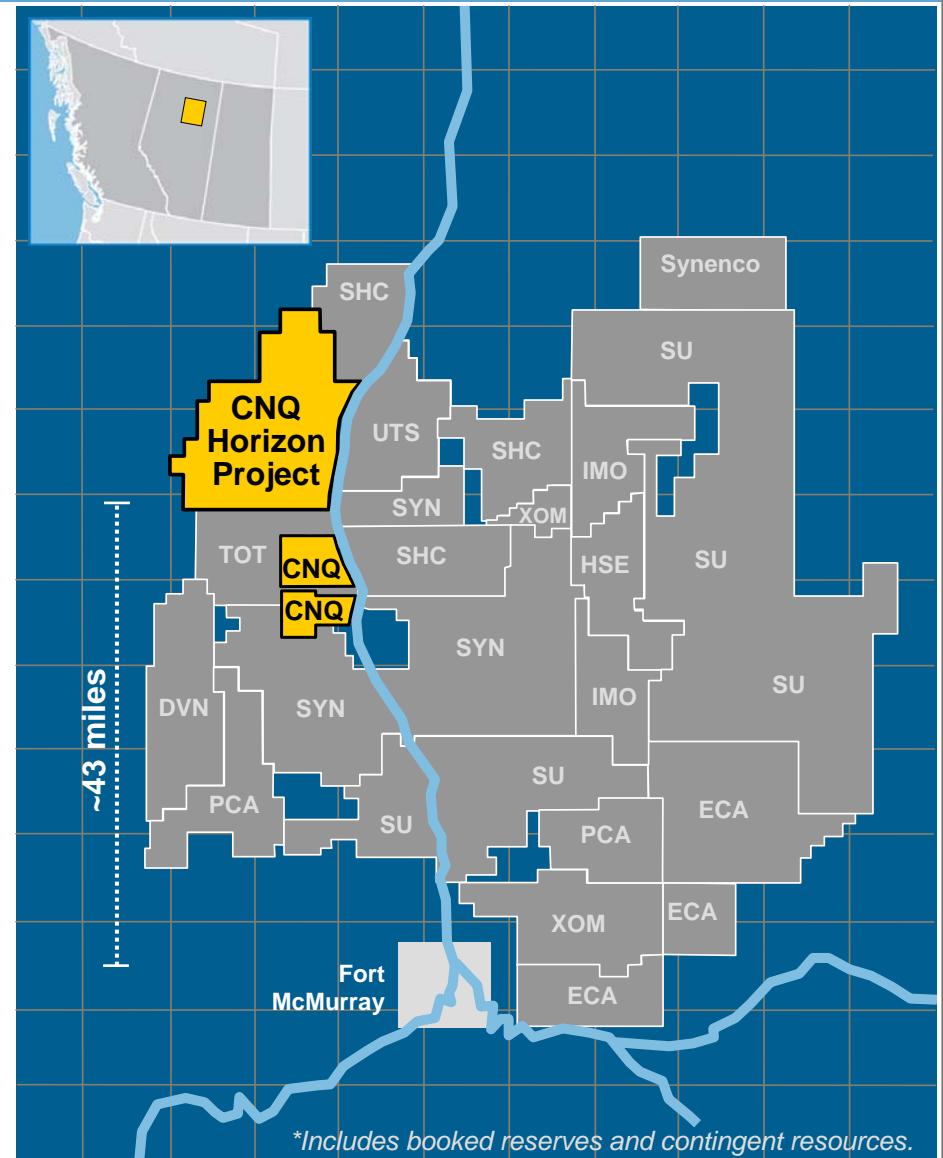 Synenco
SHC
SU
CNQ
Horizon
Project
UTS
SHC
IMO
SYN
XOM
TOT
CNQ
SHC
HSE
SU
CNQ
SYN
~43 miles
DVN
SYN
IMO
SU
PCA
SU
SU
PCA
ECA
XOM
ECA
Fort
McMurray
ECA
*Includes booked reserves and contingent resources.